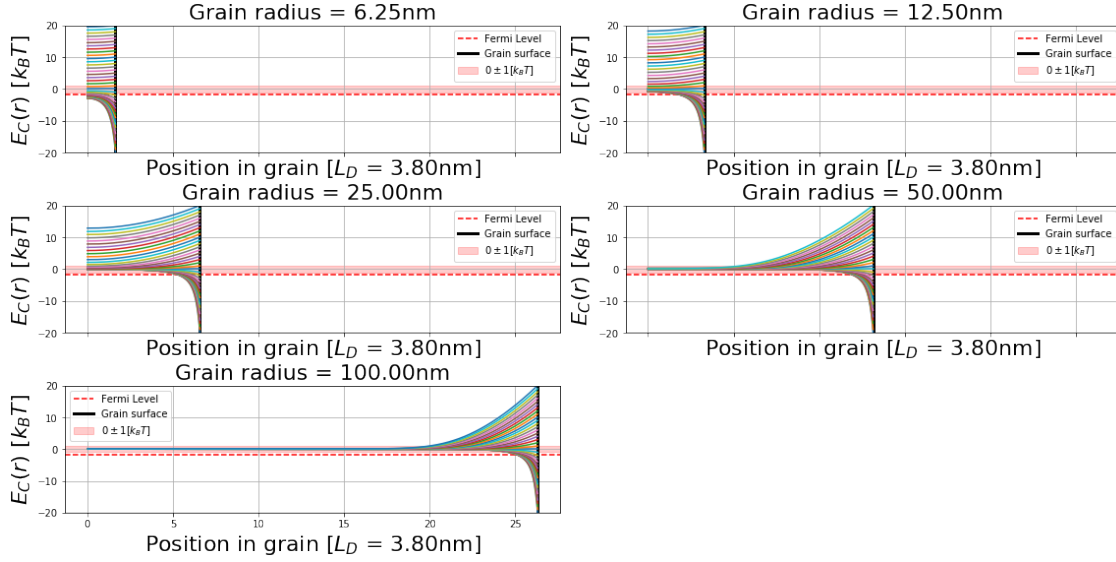 Grain radius = 6.25nm
20
10
0
−10
−20
E_C(r) [k_BT]
Fermi Level
Grain surface
0 ± 1[k_BT]
Position in grain [L_D = 3.80nm]
Grain radius = 12.50nm
20
10
0
−10
−20
E_C(r) [k_BT]
Fermi Level
Grain surface
0 ± 1[k_BT]
Position in grain [L_D = 3.80nm]
Grain radius = 25.00nm
20
10
0
−10
−20
E_C(r) [k_BT]
Fermi Level
Grain surface
0 ± 1[k_BT]
Position in grain [L_D = 3.80nm]
Grain radius = 50.00nm
20
10
0
−10
−20
E_C(r) [k_BT]
Fermi Level
Grain surface
0 ± 1[k_BT]
Position in grain [L_D = 3.80nm]
Grain radius = 100.00nm
20
10
0
−10
−20
E_C(r) [k_BT]
Fermi Level
Grain surface
0 ± 1[k_BT]
0 5 10 15 20 25
Position in grain [L_D = 3.80nm]